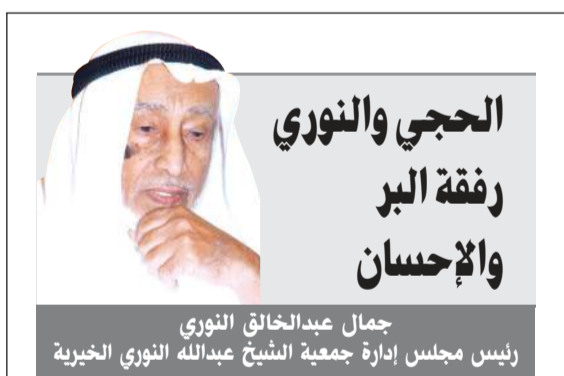 الحجي والنوري
رفقة البر
والإحسان
جمال عبدالخالق النوري
رئيس مجلس إدارة جمعية الشيخ عبدالله النوري الخيرية